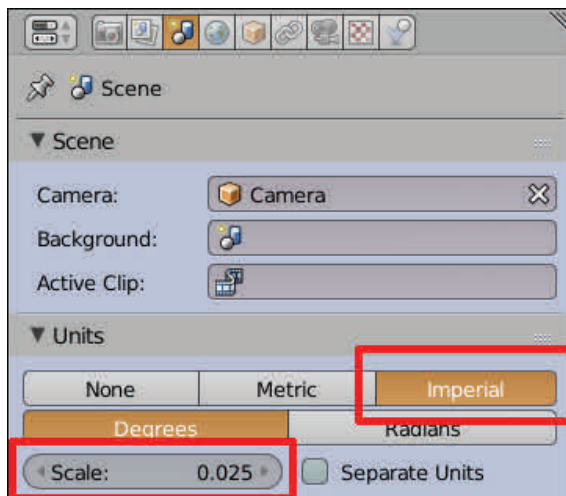 Scene
Scene
Camera: Camera
Background:
Active Clip:
Units
None Metric Imperial
Degrees Radians
Scale: 0.025 Separate Units